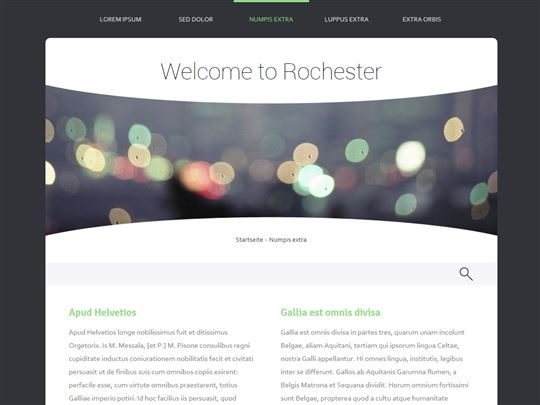 LOREM IPSUM SED DOLOR NUMPIS EXTRA LUPPUS EXTRA EXTRA ORBIS
Welcome to Rochester
Startseite - Numpis extra
Apud Helvetios
Apud Helvetios longe nobilissimus fuit et ditissimus
Orgetorix. Is M. Messala, [et P.] M. Pisone consulibus regni
cupiditate inductus coniurationem nobilitatis fecit et civitati
persuasit ut de finibus suis cum omnibus copiis exirent:
perfacile esse, cum virtute omnibus praestarent, totius
Galliae imperio potiri. Id hoc facilius iis persuasit, quod
Gallia est omnis divisa
Gallia est omnis divisa in partes tres, quarum unam incolunt
Belgae, aliam Aquitani, tertiam qui ipsorum lingua Celtae,
nostra Galli appellantur. Hi omnes lingua, institutis, legibus
inter se differunt. Gallos ab Aquitanis Garumna flumen, a
Belgis Matrona et Sequana dividit. Horum omnium fortissimi
sunt Belgae, propterea quod a cultu atque humanitate